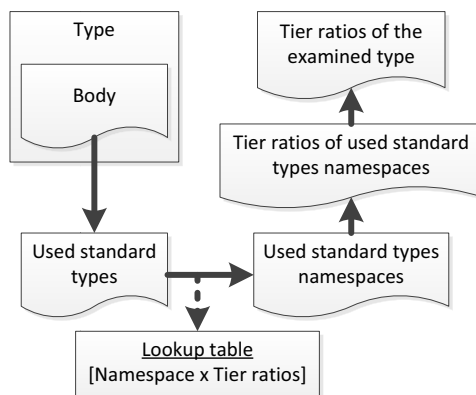 Type
Body
Used standard
types
Lookup table
[Namespace x Tier ratios]
Used standard types
namespaces
Tier ratios of used standard
types namespaces
Tier ratios of the
examined type